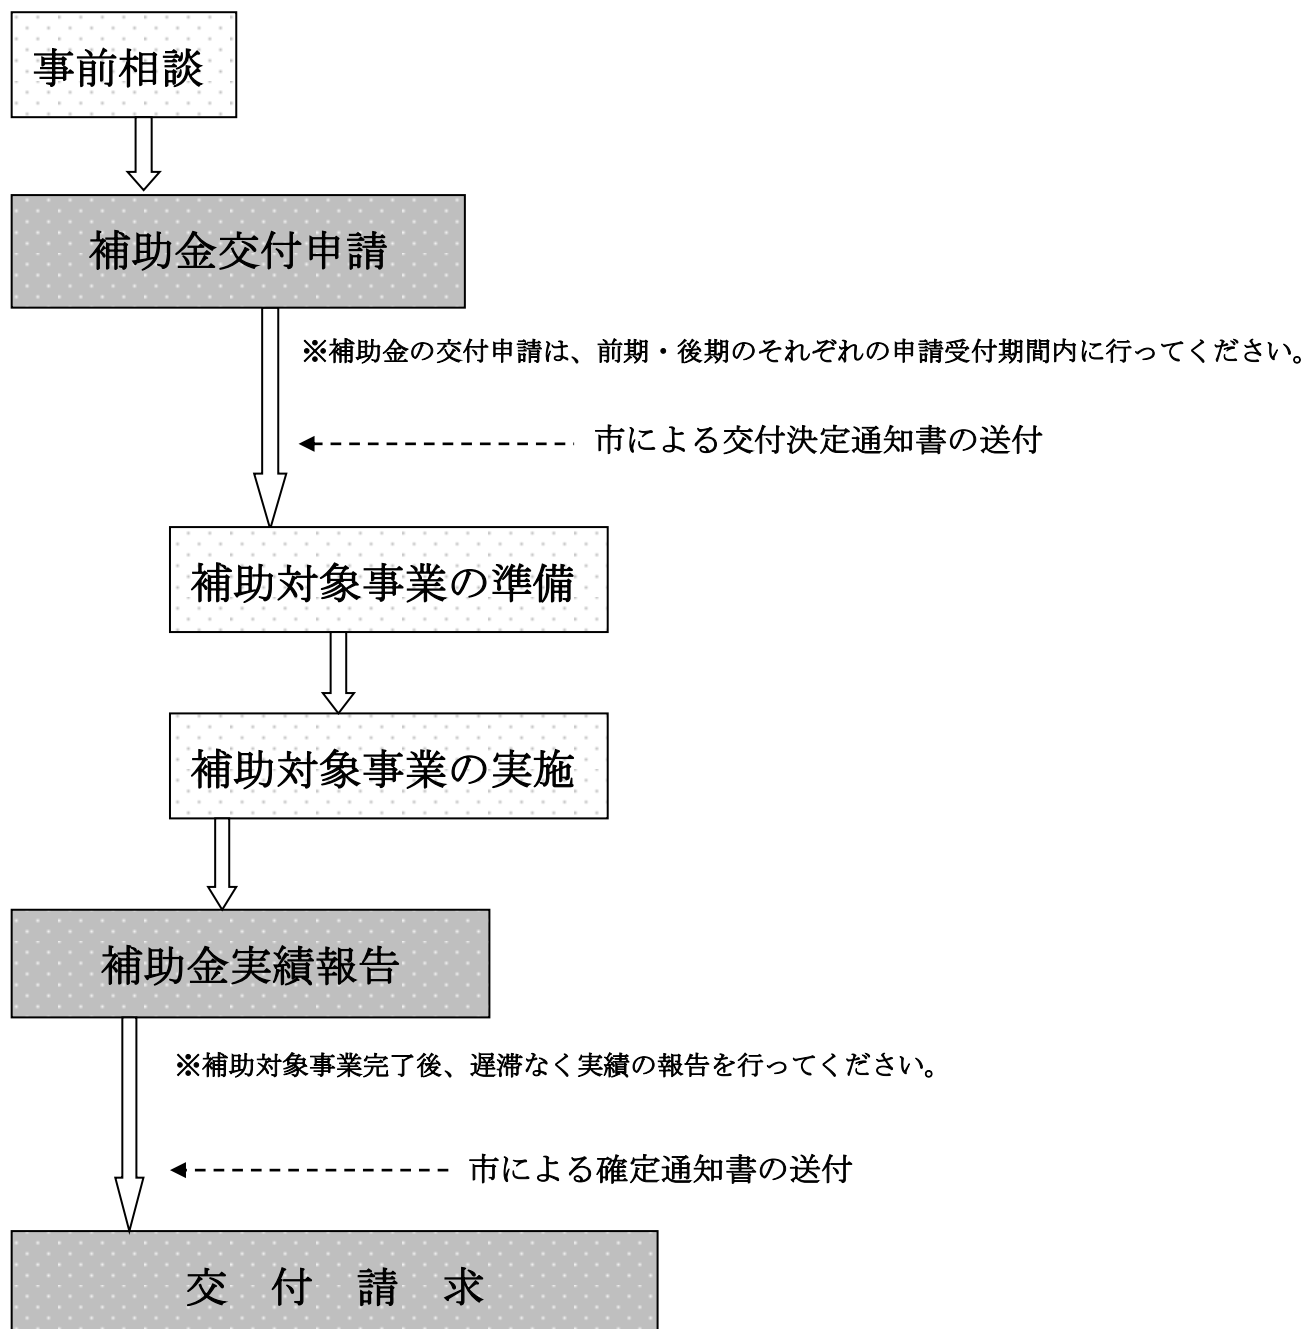 事前相談
補助金交付申請
※補助金の交付申請は、前期・後期のそれぞれの申請受付期間内に行ってください。
市による交付決定通知書の送付
補助対象事業の準備
補助対象事業の実施
補助金実績報告
※補助対象事業完了後、遅滞なく実績の報告を行ってください。
市による確定通知書の送付
交　付　請　求